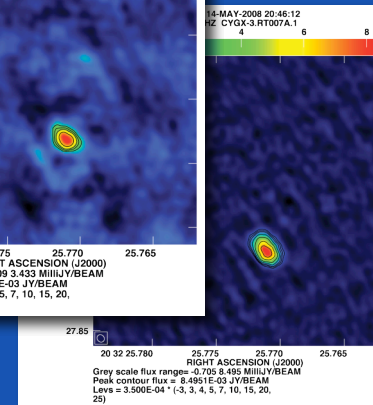 14-MAY-2008 20:46:12
HZ CYGX-3.RT007A.1
4 6 8
75 25.770 25.765
T ASCENSION (J2000)
09 3.433 MilliJY/BEAM
E-03 JY/BEAM
5, 7, 10, 15, 20,
27.85
20 32 25.780 25.775 25.770 25.765
RIGHT ASCENSION (J2000)
Grey scale flux range= -0.705 8.495 MilliJY/BEAM
Peak contour flux = 8.4951E-03 JY/BEAM
Levs = 3.500E-04 * (-3, 3, 4, 5, 7, 10, 15, 20,
25)